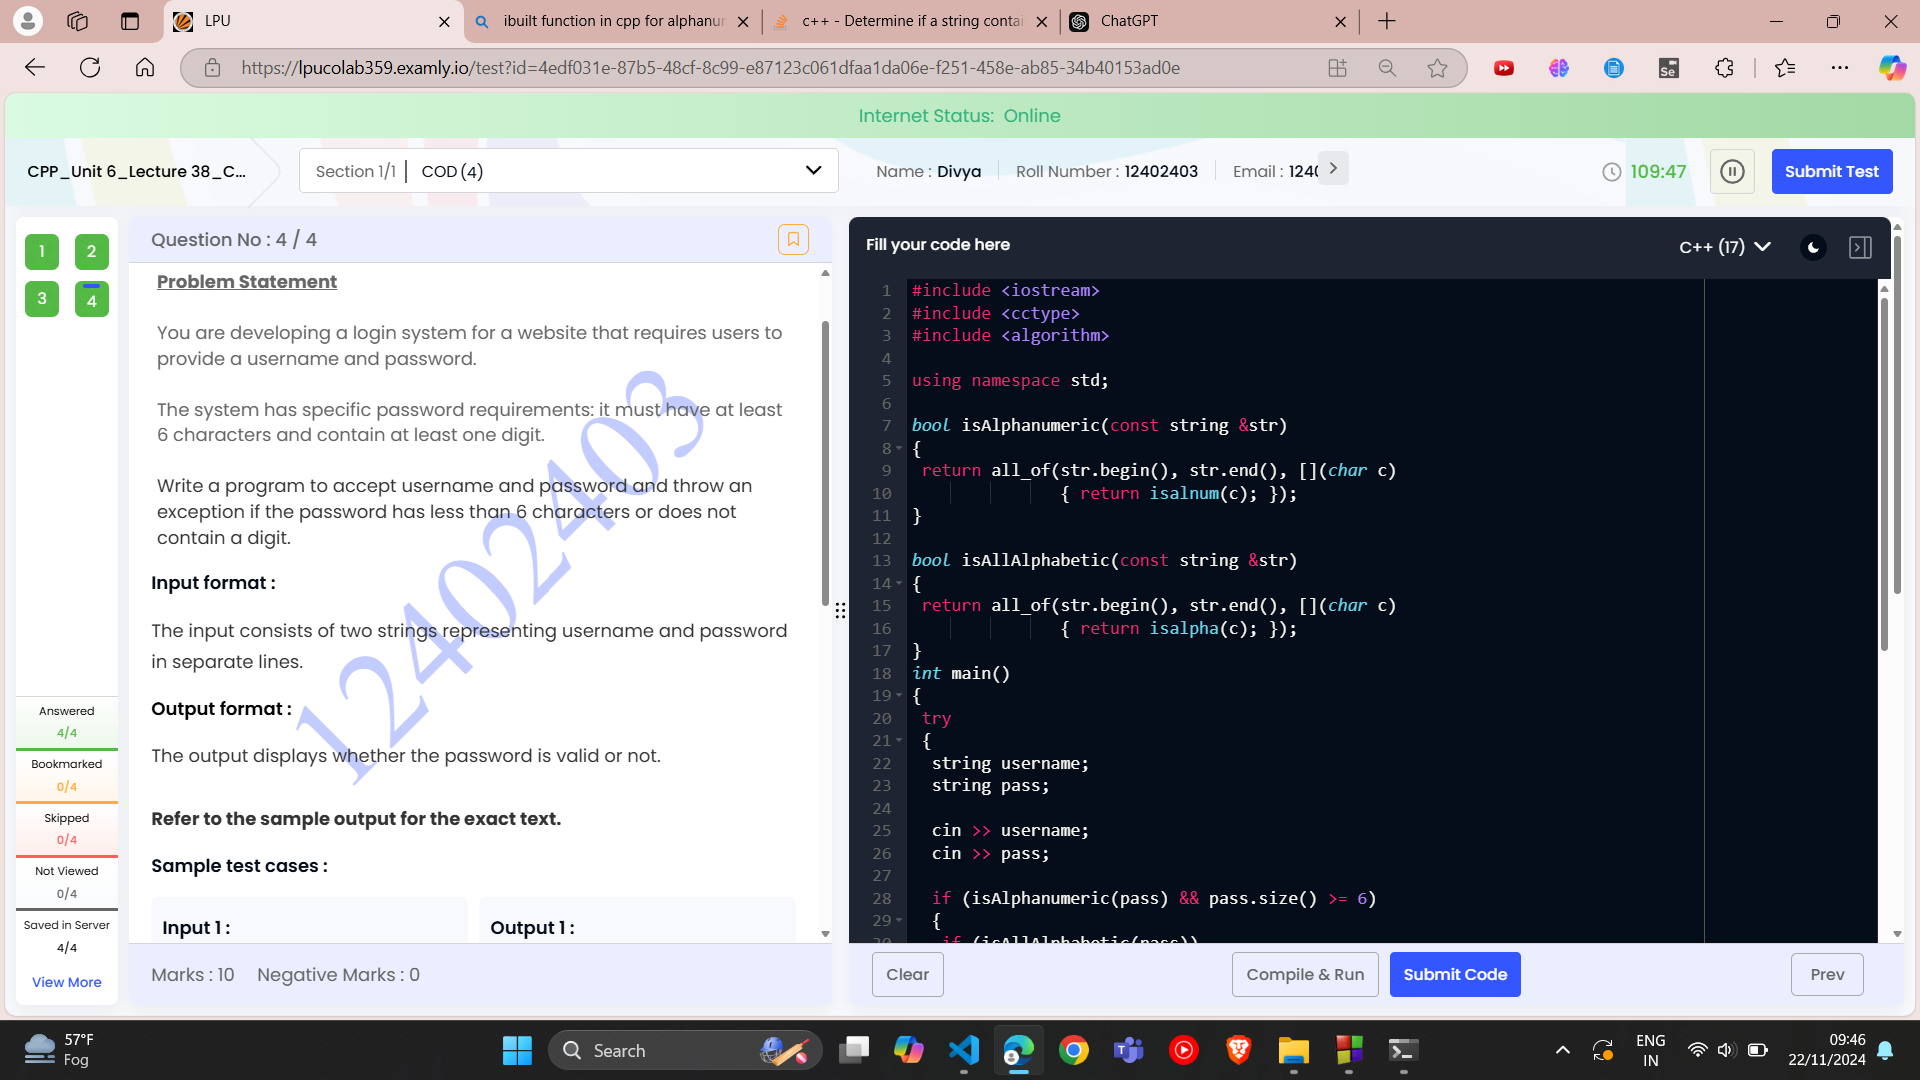 LPU
ibuilt function in cpp for alphanur
c++ - Determine if a string contai
ChatGPT
https://lpucolab359.examly.io/test?id=4edf031e-87b5-48cf-8c99-e87123c061dfaa1da06e-f251-458e-ab85-34b40153ad0e
Internet Status: Online
CPP_Unit 6_Lecture 38_C...
Section 1/1 | COD (4)
Name : Divya
Roll Number : 12402403
Email : 1240
109:47
Submit Test
1 2
3 4
Answered
4/4
Bookmarked
0/4
Skipped
0/4
Not Viewed
0/4
Saved in Server
4/4
View More
Question No : 4 / 4
Problem Statement
You are developing a login system for a website that requires users to
provide a username and password.
The system has specific password requirements: it must have at least
6 characters and contain at least one digit.
Write a program to accept username and password and throw an
exception if the password has less than 6 characters or does not
contain a digit.
Input format :
The input consists of two strings representing username and password
in separate lines.
Output format :
The output displays whether the password is valid or not.
Refer to the sample output for the exact text.
Sample test cases :
Input 1 :
Output 1 :
12402403
Marks : 10 Negative Marks : 0
Fill your code here
C++ (17)
1 #include <iostream>
2 #include <cctype>
3 #include <algorithm>
4
5 using namespace std;
6
7 bool isAlphanumeric(const string &str)
8 {
9 return all_of(str.begin(), str.end(), [](char c)
10 { return isalnum(c); });
11 }
12
13 bool isAllAlphabetic(const string &str)
14 {
15 return all_of(str.begin(), str.end(), [](char c)
16 { return isalpha(c); });
17 }
18 int main()
19 {
20 try
21 {
22 string username;
23 string pass;
24
25 cin >> username;
26 cin >> pass;
27
28 if (isAlphanumeric(pass) && pass.size() >= 6)
29 {
30 if (isAllAlphabetic(pass))
Clear
Compile & Run
Submit Code
Prev
57°F
Fog
Search
ENG
IN
09:46
22/11/2024